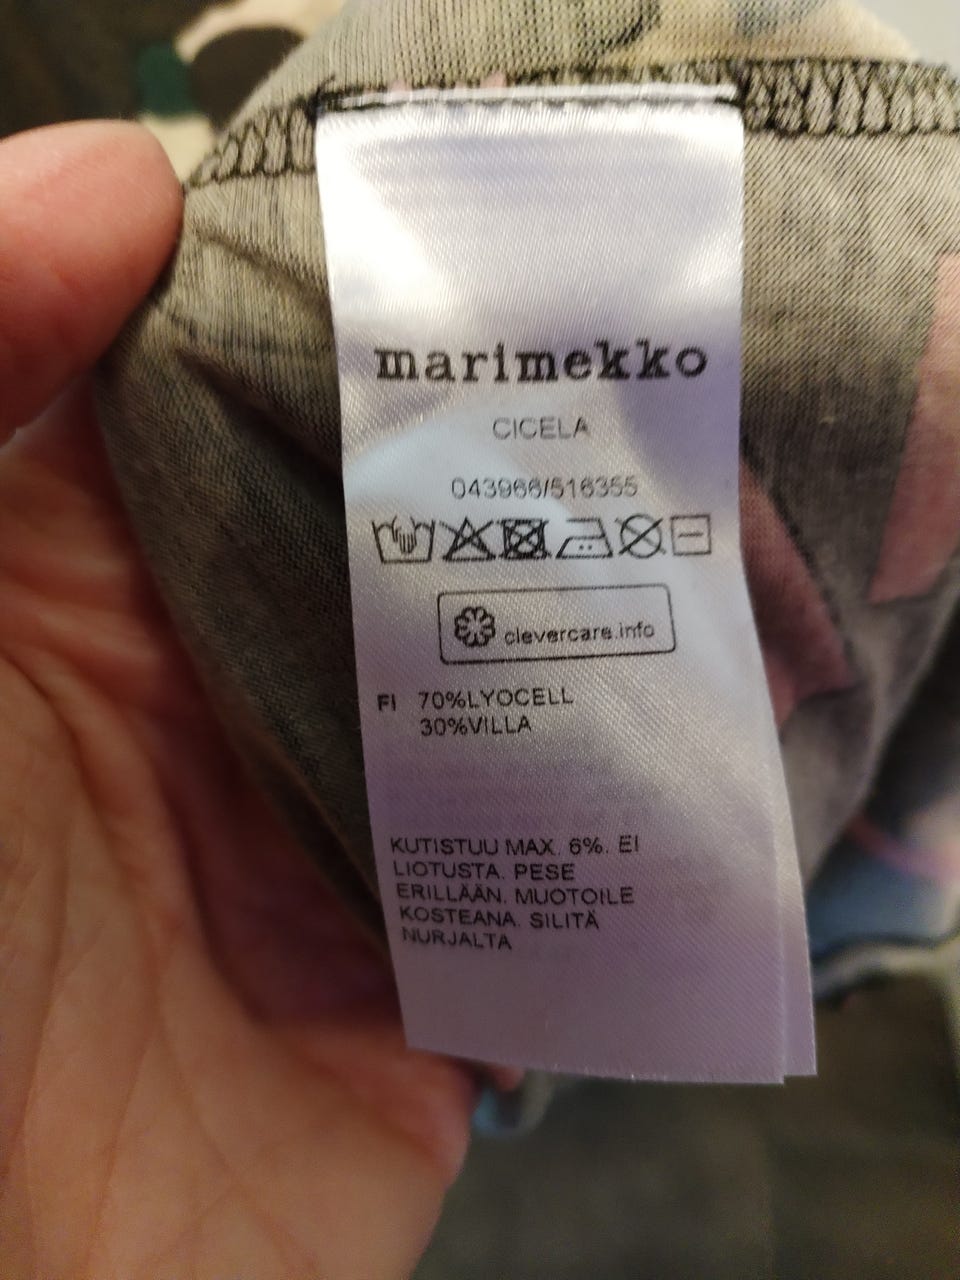 marimekko
CICELA
043966/516355
clevercare.info
FI 70%LYOCELL
30%VILLA
KUTISTUU MAX. 6%. EI
LIOTUSTA. PESE
ERILLÄÄN. MUOTOILE
KOSTEANA. SILITÄ
NURJALTA